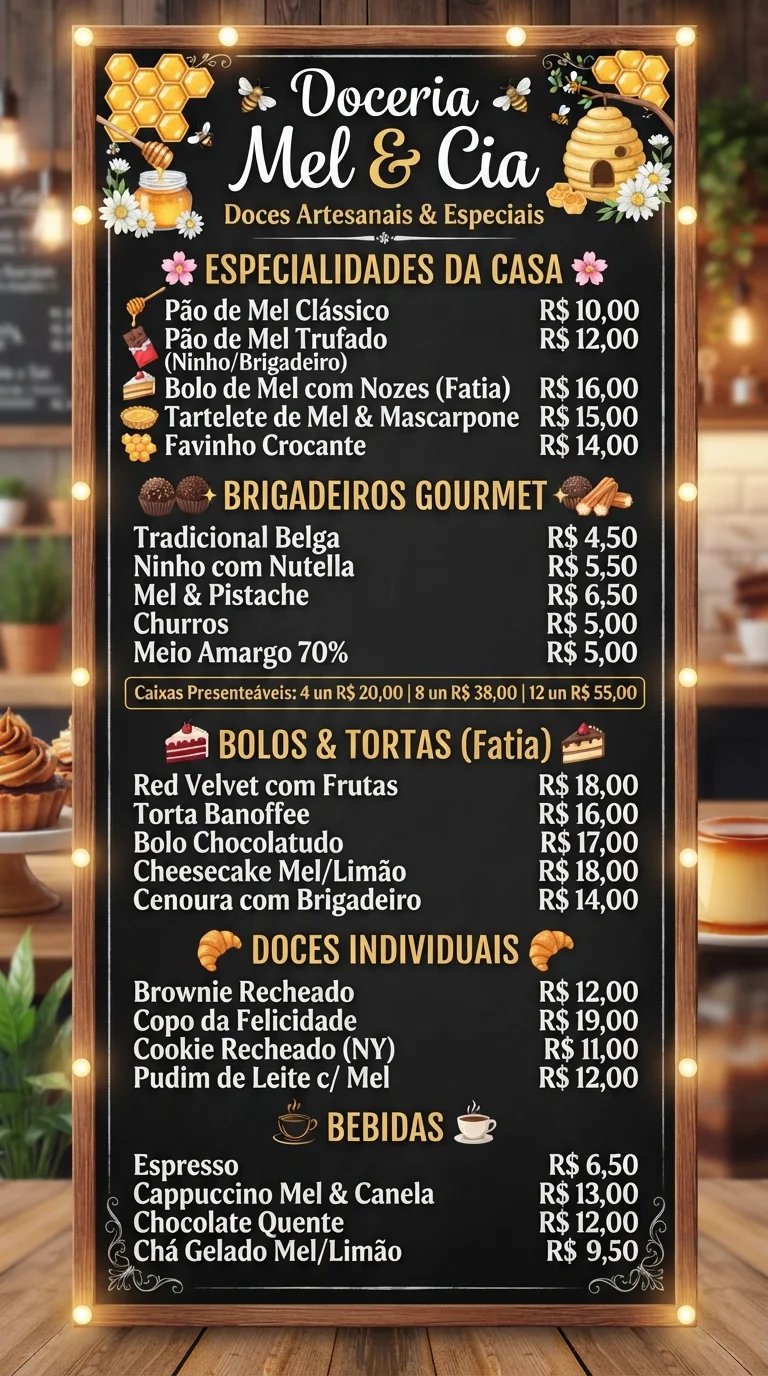 Doceria
Mel & Cia
Doces Artesanais & Especiais
ESPECIALIDADES DA CASA
Pão de Mel Clássico R$ 10,00
Pão de Mel Trufado R$ 12,00
(Ninho/Brigadeiro)
Bolo de Mel com Nozes (Fatia) R$ 16,00
Tartelete de Mel & Mascarpone R$ 15,00
Favinho Crocante R$ 14,00
BRIGADEIROS GOURMET
Tradicional Belga R$ 4,50
Ninho com Nutella R$ 5,50
Mel & Pistache R$ 6,50
Churros R$ 5,00
Meio Amargo 70% R$ 5,00
Caixas Presenteáveis: 4 un R$ 20,00 | 8 un R$ 38,00 | 12 un R$ 55,00
BOLOS & TORTAS (Fatia)
Red Velvet com Frutas R$ 18,00
Torta Banoffee R$ 16,00
Bolo Chocolatudo R$ 17,00
Cheesecake Mel/Limão R$ 18,00
Cenoura com Brigadeiro R$ 14,00
DOCES INDIVIDUAIS
Brownie Recheado R$ 12,00
Copo da Felicidade R$ 19,00
Cookie Recheado (NY) R$ 11,00
Pudim de Leite c/ Mel R$ 12,00
BEBIDAS
Espresso R$ 6,50
Cappuccino Mel & Canela R$ 13,00
Chocolate Quente R$ 12,00
Chá Gelado Mel/Limão R$ 9,50